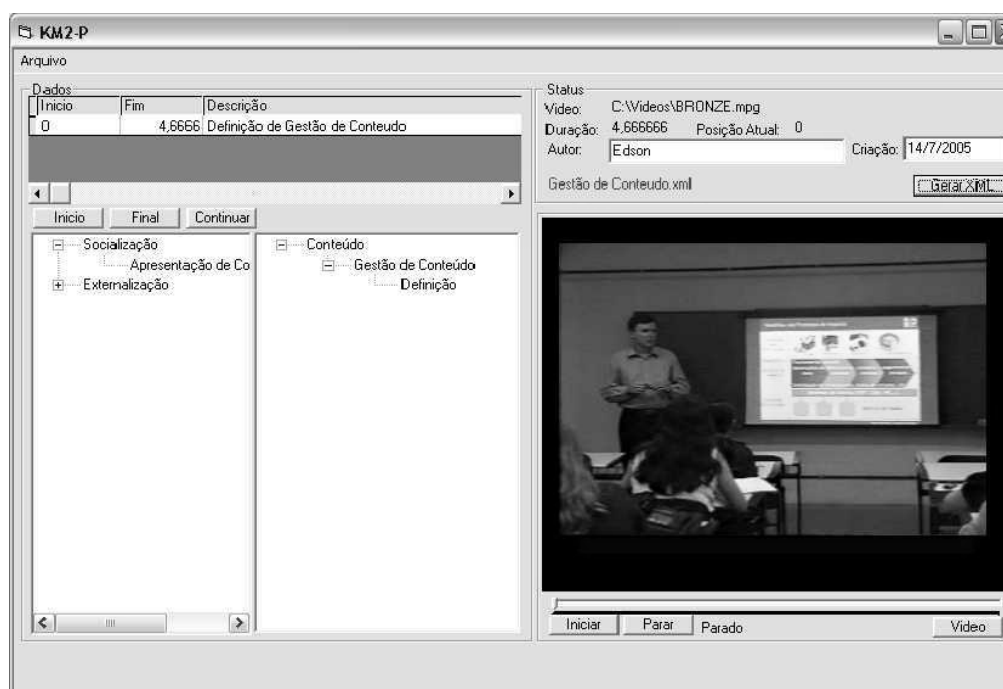 KM2-P
Arquivo
Dados
Inicio Fim Descrição
0 4,6666 Definição de Gestão de Conteudo
Inicio Final Continuar
Socialização
Apresentação de Co
Externalização
Conteúdo
Gestão de Conteúdo
Definição
Status
Video: C:\Videos\BRONZE.mpg
Duração: 4,666666 Posição Atual: 0
Autor: Edson Criação: 14/7/2005
Gestão de Conteudo.xml Gerar XML
Iniciar Parar Parado Video